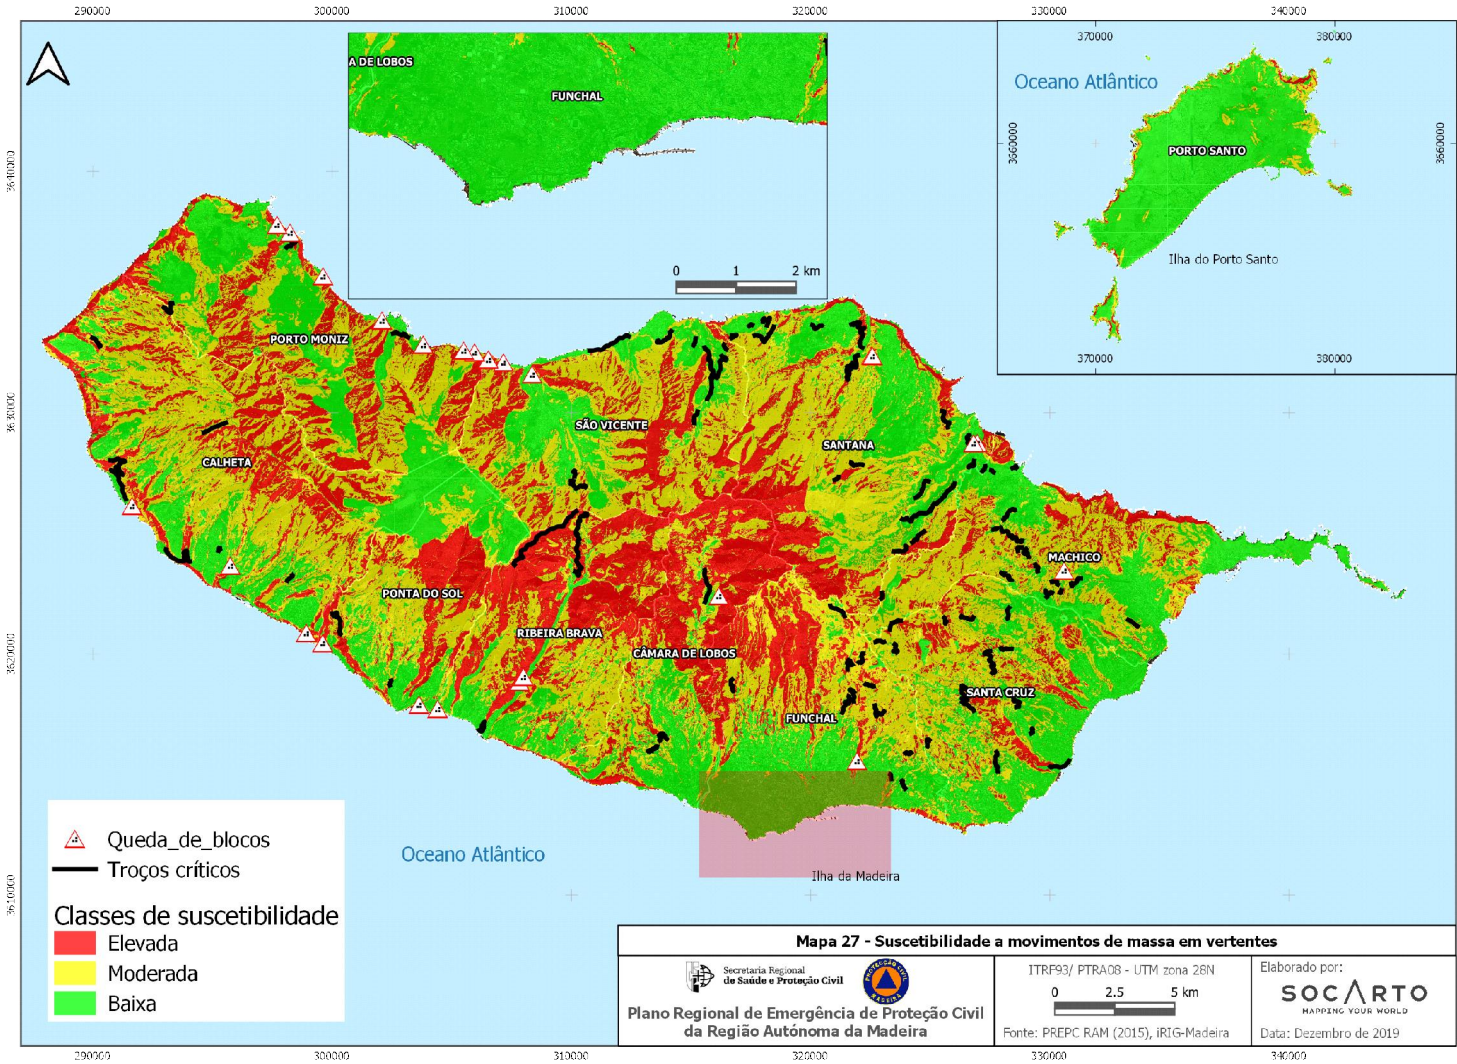 290000
300000
310000
320000
330000
340000
A DE LOBOS
FUNCHAL
0 1 2 km
370000
380000
Oceano Atlântico
3660000
3660000
PORTO SANTO
Ilha do Porto Santo
370000
380000
3640000
3630000
3620000
3610000
PORTO MONIZ
SÃO VICENTE
SANTANA
CALHETA
MACHICO
PONTA DO SOL
RIBEIRA BRAVA
CÂMARA DE LOBOS
SANTA CRUZ
FUNCHAL
Oceano Atlântico
Ilha da Madeira
Queda_de_blocos
Troços críticos
Classes de suscetibilidade
Elevada
Moderada
Baixa
Mapa 27 - Suscetibilidade a movimentos de massa em vertentes
Secretaria Regional
de Saúde e Proteção Civil
PROTECÇÃO CIVIL
MADEIRA
Plano Regional de Emergência de Proteção Civil
da Região Autónoma da Madeira
ITRF93/ PTRA08 - UTM zona 28N
0 2.5 5 km
Fonte: PREPC RAM (2015), iRIG-Madeira
Elaborado por:
SOCARTO
MAPPING YOUR WORLD
Data: Dezembro de 2019
290000
300000
310000
320000
330000
340000